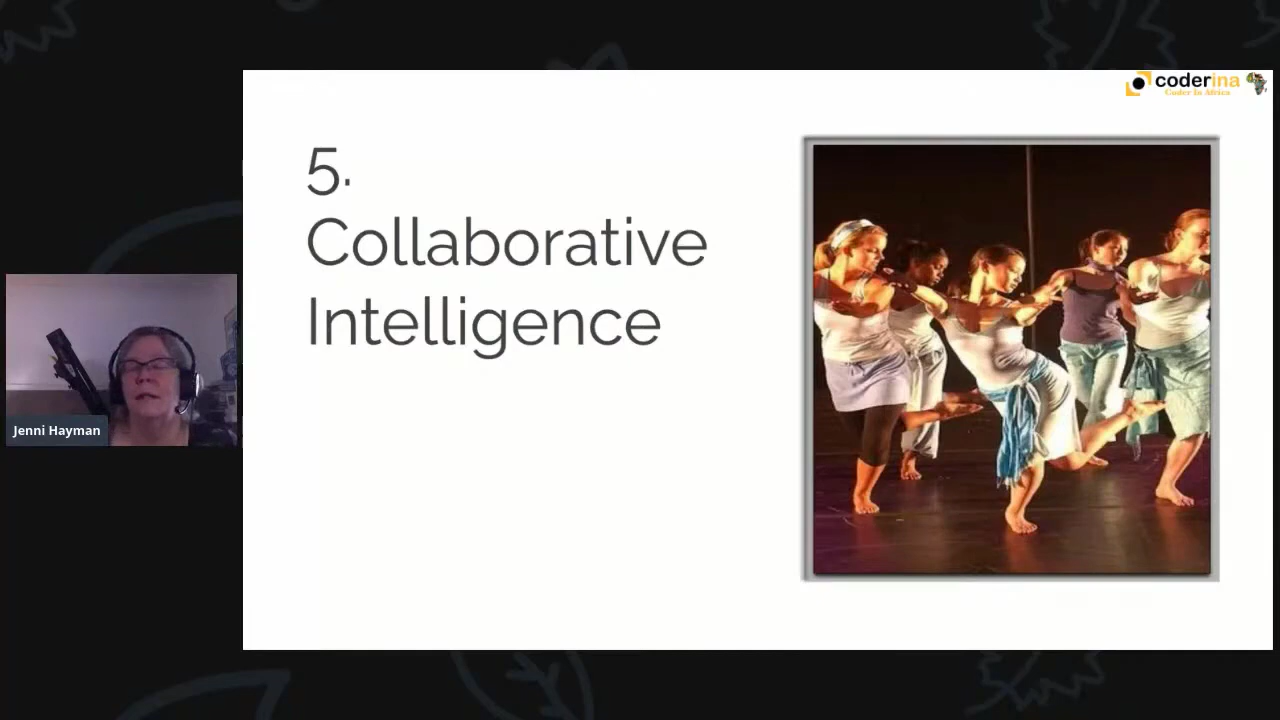 coderina
Coder In Africa
5.
Collaborative
Intelligence
Jenni Hayman